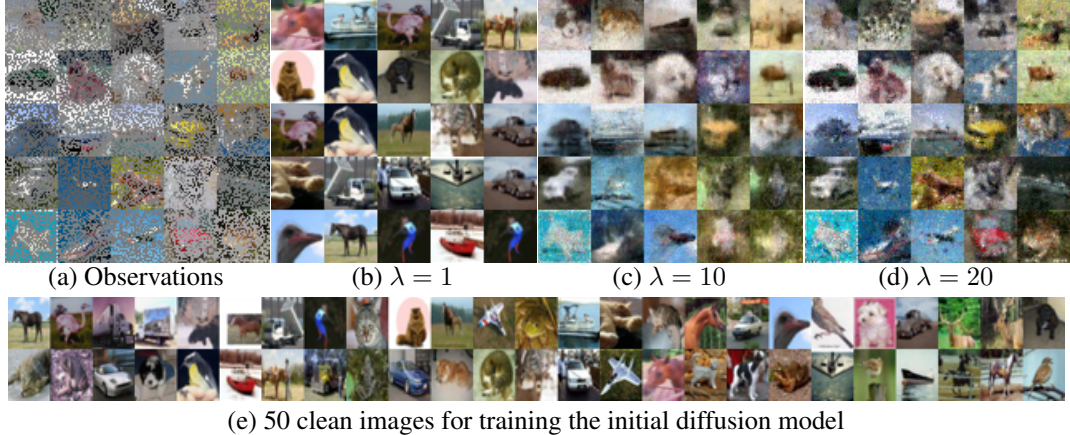 (a) Observations (b) λ = 1 (c) λ = 10 (d) λ = 20
(e) 50 clean images for training the initial diffusion model